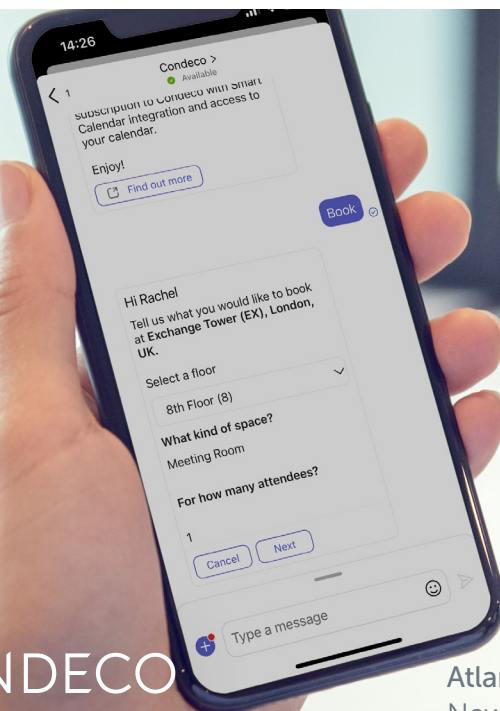 14:26
1
Condeco >
Available
subscription to Condeco with Smart
Calendar integration and access to
your calendar.
Enjoy!
Find out more
Book
Hi Rachel
Tell us what you would like to book
at Exchange Tower (EX), London,
UK.
Select a floor
8th Floor (8)
What kind of space?
Meeting Room
For how many attendees?
1
Cancel
Next
Type a message
NDECO
Atla